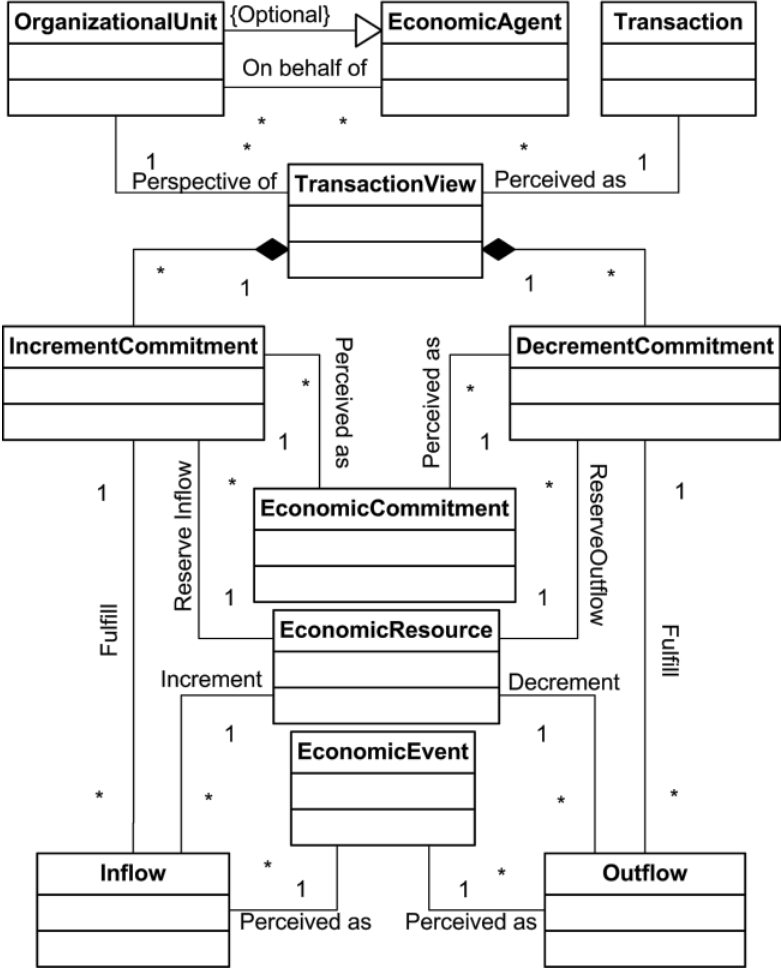 OrganizationalUnit
{Optional}
EconomicAgent
Transaction
On behalf of
* *
1 * * 1
Perspective of
TransactionView
Perceived as
* 1 1 *
IncrementCommitment
DecrementCommitment
Perceived as
Perceived as
* *
1 1
1 * * 1
Reserve Inflow
EconomicCommitment
ReserveOutflow
1 1
Fulfill
EconomicResource
Fulfill
Increment
Decrement
1 1
EconomicEvent
* * * *
Inflow
Outflow
* *
1 1
Perceived as
Perceived as